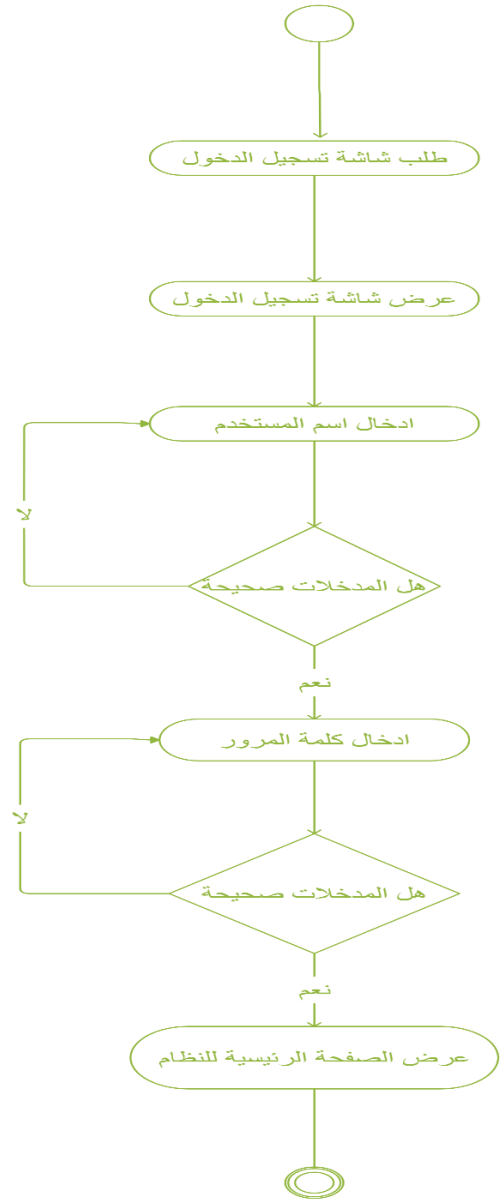 طلب شاشة تسجيل الدخول
عرض شاشة تسجيل الدخول
ادخال اسم المستخدم
لا
هل المدخلات صحيحة
نعم
ادخال كلمة المرور
لا
هل المدخلات صحيحة
نعم
عرض الصفحة الرئيسية للنظام